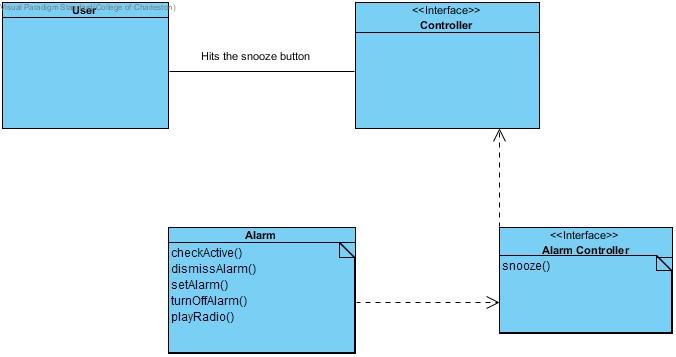 Visual Paradigm Standard(College of Charleston)
User
<<Interface>>
Controller
Hits the snooze button
Alarm
checkActive()
dismissAlarm()
setAlarm()
turnOffAlarm()
playRadio()
<<Interface>>
Alarm Controller
snooze()